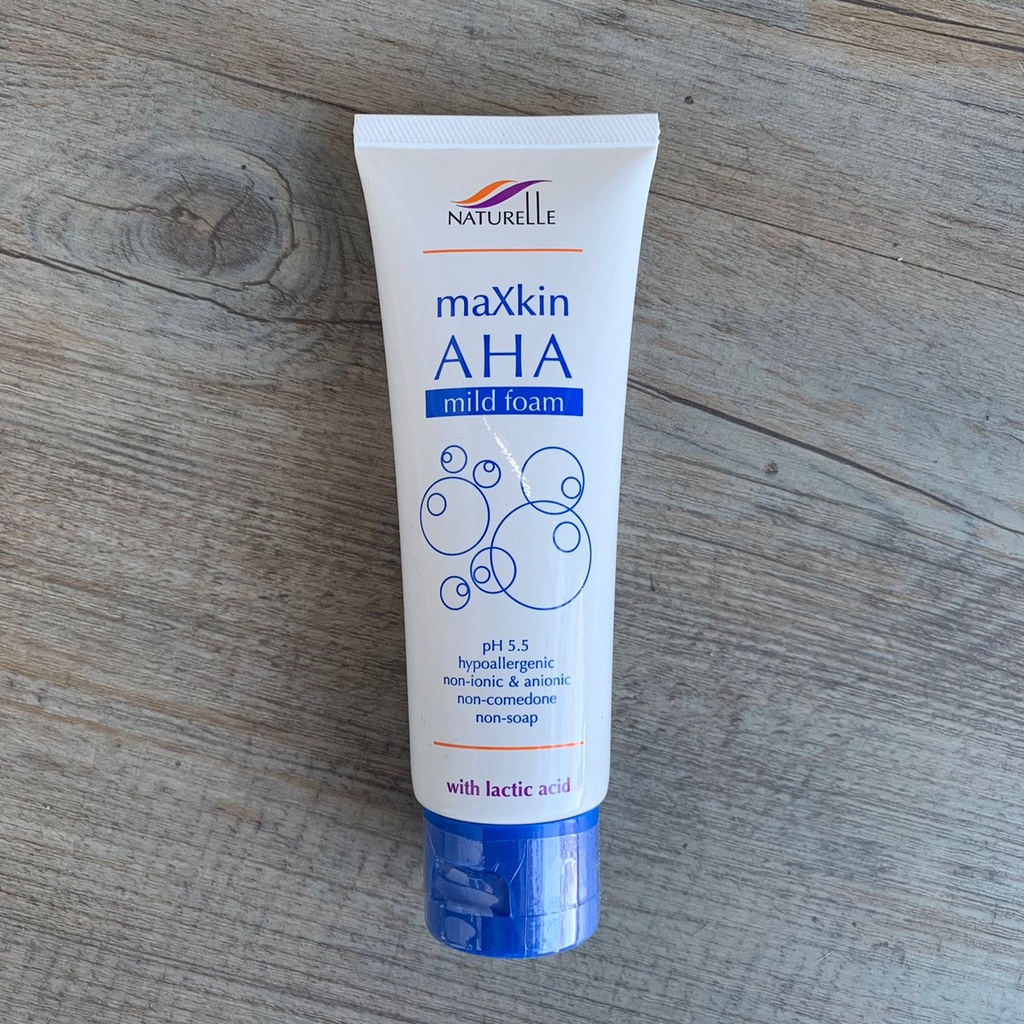 NATURELLE
maXkin
AHA
mild foam
pH 5.5
hypoallergenic
non-ionic & anionic
non-comedone
non-soap
with lactic acid